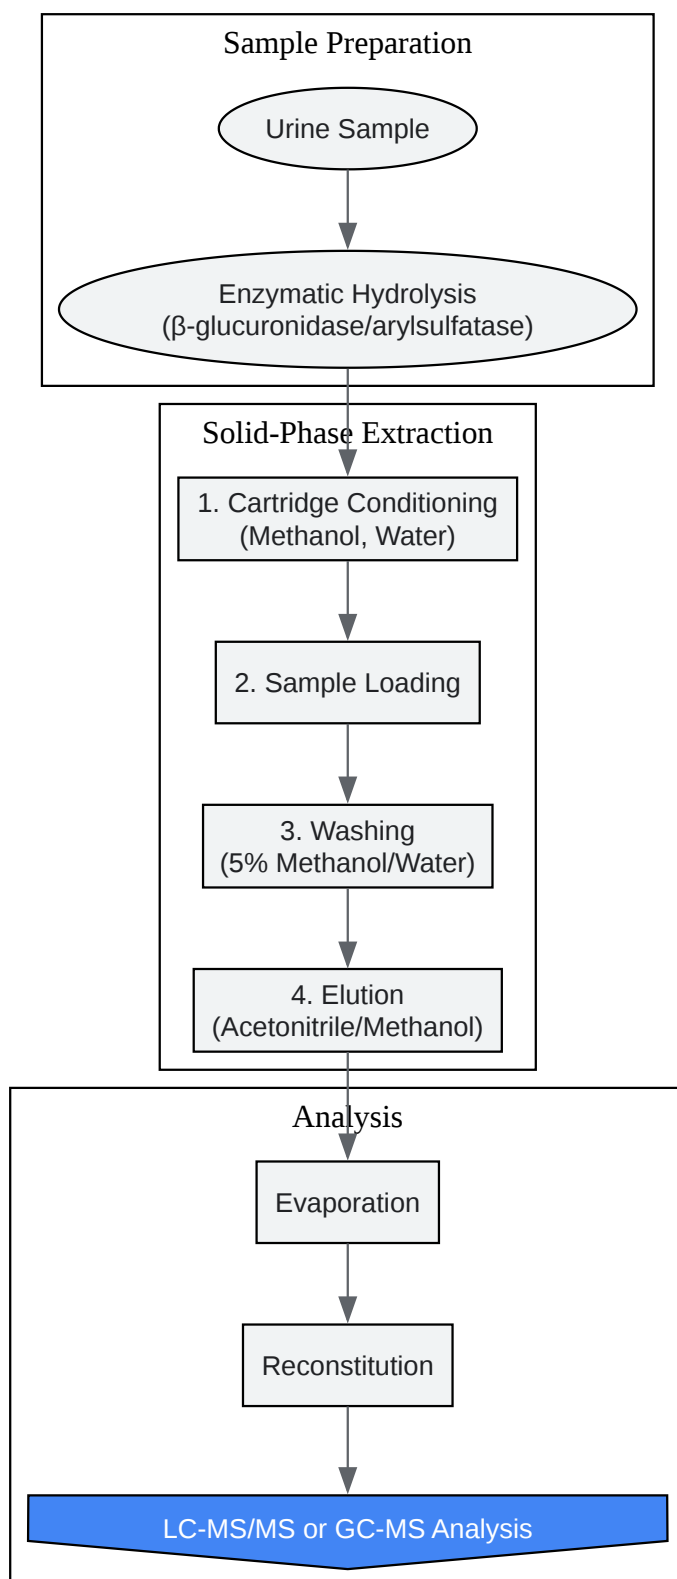 Sample Preparation
Urine Sample
Enzymatic Hydrolysis
(β-glucuronidase/arylsulfatase)
Solid-Phase Extraction
1. Cartridge Conditioning
(Methanol, Water)
2. Sample Loading
3. Washing
(5% Methanol/Water)
4. Elution
(Acetonitrile/Methanol)
Analysis
Evaporation
Reconstitution
LC-MS/MS or GC-MS Analysis